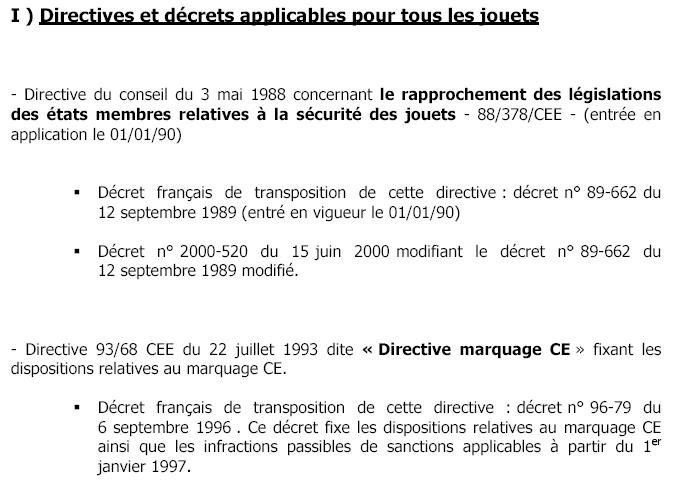 I ) Directives et décrets applicables pour tous les jouets
- Directive du conseil du 3 mai 1988 concernant le rapprochement des législations
des états membres relatives à la sécurité des jouets - 88/378/CEE - (entrée en
application le 01/01/90)
▪ Décret français de transposition de cette directive : décret n° 89-662 du
12 septembre 1989 (entré en vigueur le 01/01/90)
▪ Décret n° 2000-520 du 15 juin 2000 modifiant le décret n° 89-662 du
12 septembre 1989 modifié.
- Directive 93/68 CEE du 22 juillet 1993 dite « Directive marquage CE » fixant les
dispositions relatives au marquage CE.
▪ Décret français de transposition de cette directive : décret n° 96-79 du
6 septembre 1996 . Ce décret fixe les dispositions relatives au marquage CE
ainsi que les infractions passibles de sanctions applicables à partir du 1er
janvier 1997.